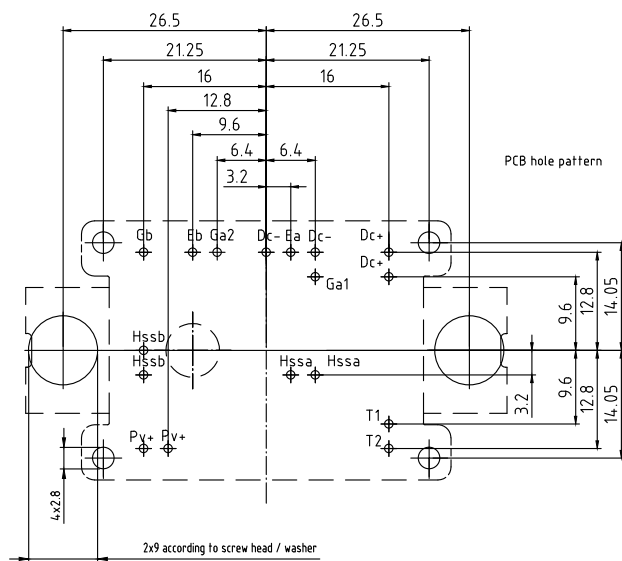 26.5 26.5
21.25 21.25
16 16
12.8
9.6
6.4 6.4
3.2
PCB hole pattern
Gb Eb Ga2 Dc- Ea Dc- Dc+
Dc+
Ga1
9.6 12.8 14.05
Hssb
Hssb Hssa Hssa
3.2 9.6 12.8 14.05
T1
Pv+ Pv+ T2
4x2.8
2x9 according to screw head / washer